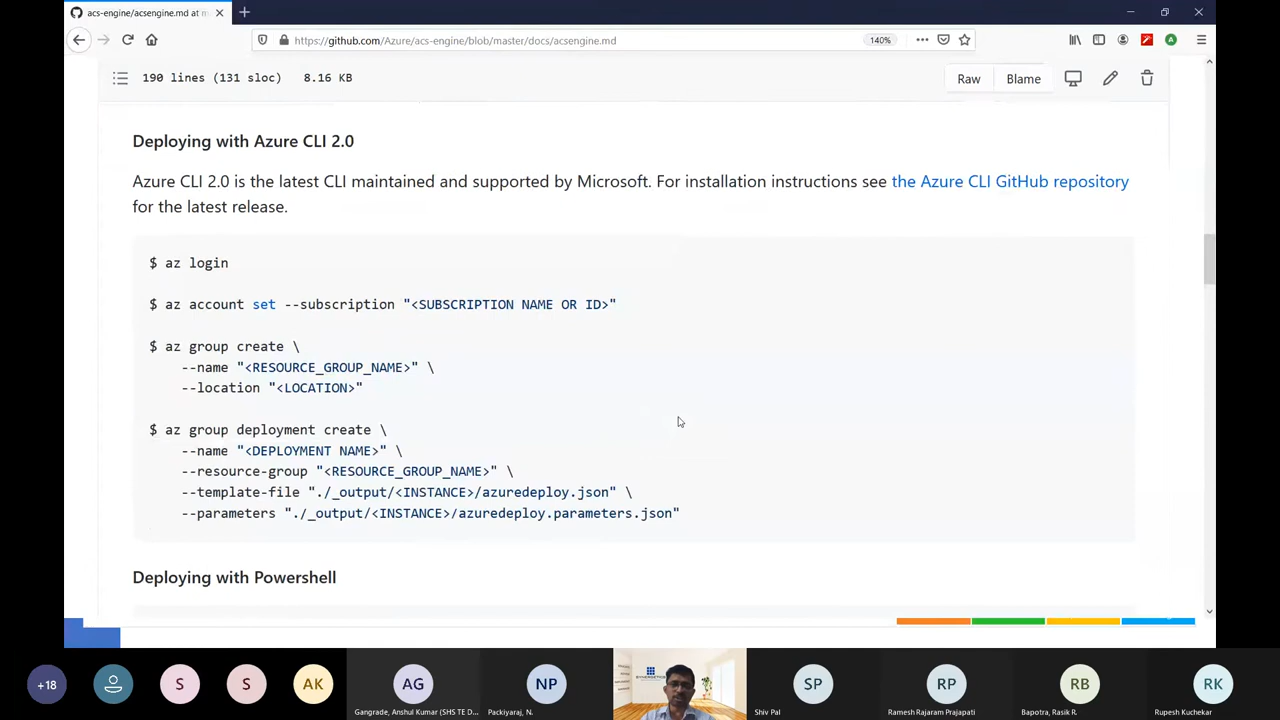 acs-engine/acsengine.md at m
https://github.com/Azure/acs-engine/blob/master/docs/acsengine.md
140%
190 lines (131 sloc) 8.16 KB
Raw
Blame
Deploying with Azure CLI 2.0
Azure CLI 2.0 is the latest CLI maintained and supported by Microsoft. For installation instructions see the Azure CLI GitHub repository
for the latest release.
$ az login
$ az account set --subscription "<SUBSCRIPTION NAME OR ID>"
$ az group create \
--name "<RESOURCE_GROUP_NAME>" \
--location "<LOCATION>"
$ az group deployment create \
--name "<DEPLOYMENT NAME>" \
--resource-group "<RESOURCE_GROUP_NAME>" \
--template-file "./_output/<INSTANCE>/azuredeploy.json" \
--parameters "./_output/<INSTANCE>/azuredeploy.parameters.json"
Deploying with Powershell
+18
S
S
AK
AG
NP
SYNERGETICS
SP
RP
RB
RK
Gangrade, Anshul Kumar (SHS TE D...
Packiyaraj, N.
Shiv Pal
Ramesh Rajaram Prajapati
Bapotra, Rasik R.
Rupesh Kuchekar